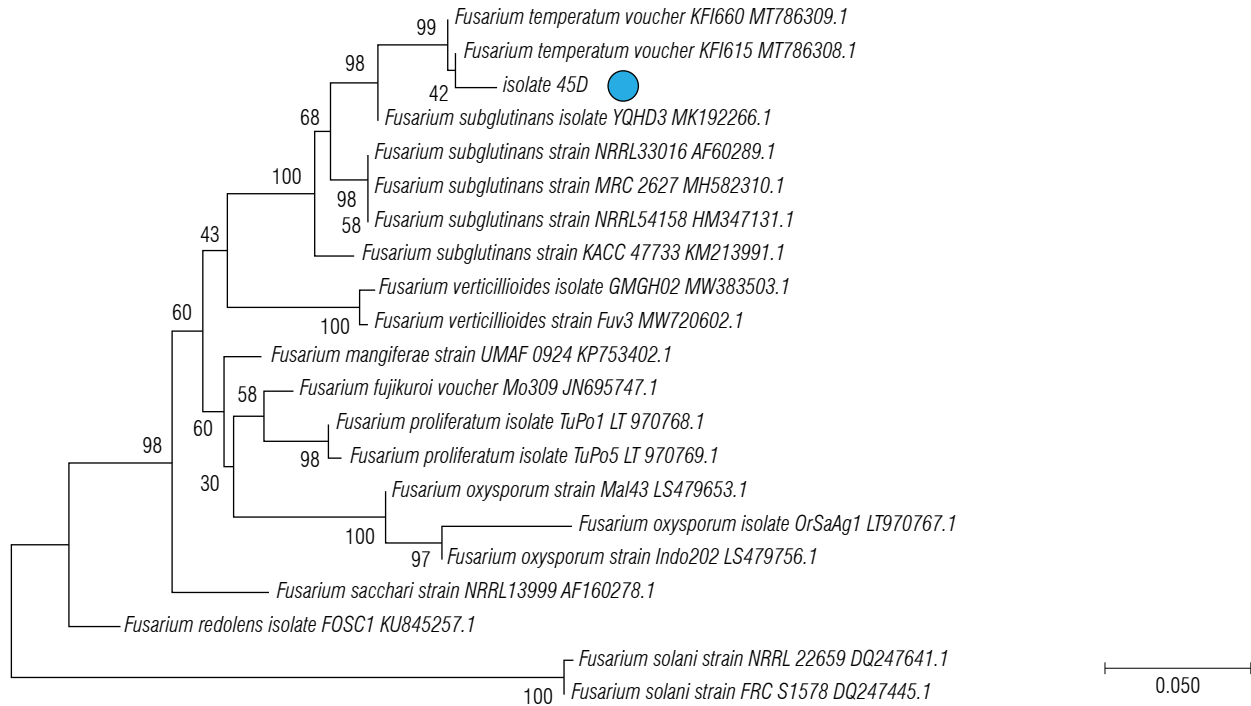 Fusarium temperatum voucher KFI660 MT786309.1
99
Fusarium temperatum voucher KFI615 MT786308.1
98
isolate 45D
42
Fusarium subglutinans isolate YQHD3 MK192266.1
68
Fusarium subglutinans strain NRRL33016 AF60289.1
100
Fusarium subglutinans strain MRC 2627 MH582310.1
98
Fusarium subglutinans strain NRRL54158 HM347131.1
58
43
Fusarium subglutinans strain KACC 47733 KM213991.1
Fusarium verticillioides isolate GMGH02 MW383503.1
60
Fusarium verticillioides strain Fuv3 MW720602.1
100
Fusarium mangiferae strain UMAF 0924 KP753402.1
58
Fusarium fujikuroi voucher Mo309 JN695747.1
Fusarium proliferatum isolate TuPo1 LT 970768.1
60
98
Fusarium proliferatum isolate TuPo5 LT 970769.1
98
30
Fusarium oxysporum strain Mal43 LS479653.1
Fusarium oxysporum isolate OrSaAg1 LT970767.1
100
97
Fusarium oxysporum strain Indo202 LS479756.1
Fusarium sacchari strain NRRL13999 AF160278.1
Fusarium redolens isolate FOSC1 KU845257.1
Fusarium solani strain NRRL 22659 DQ247641.1
0.050
100
Fusarium solani strain FRC S1578 DQ247445.1